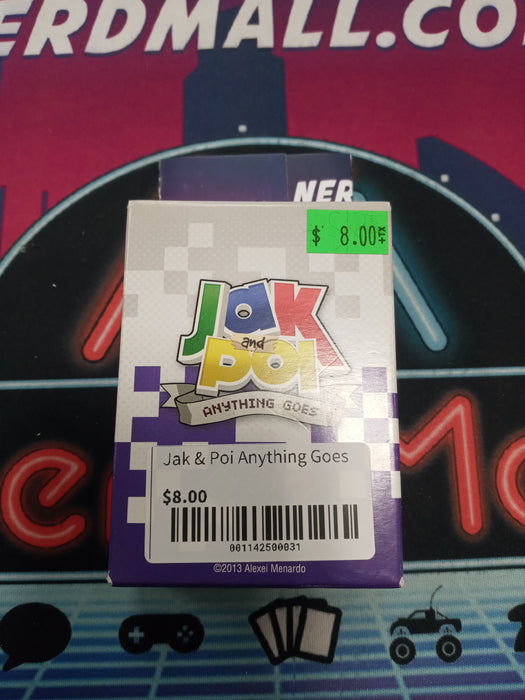 ERDMALL.CO
NER
$ 8.00 +TX
JAK
and
POI
ANYTHING GOES
Jak & Poi Anything Goes
$8.00
001142500031
©2013 Alexei Menardo